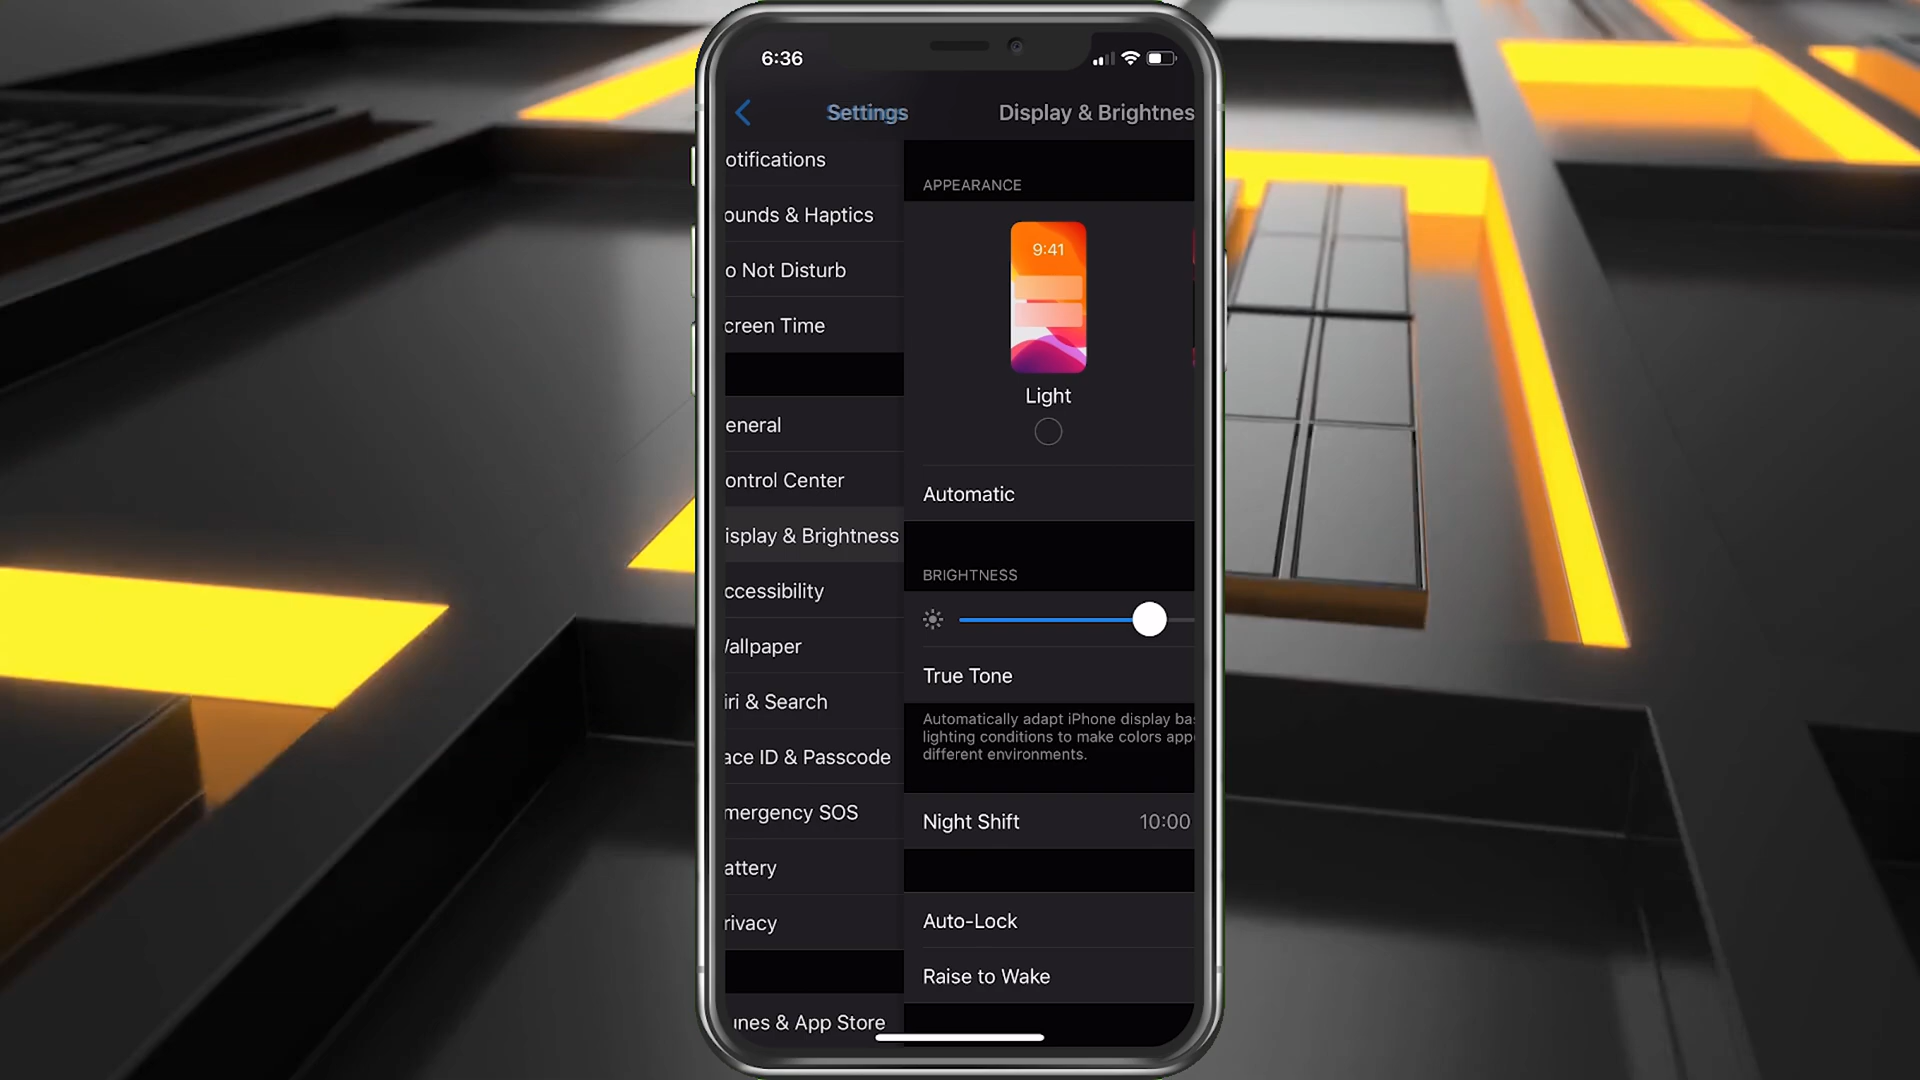 6:36
Settings
Display & Brightnes
otifications
ounds & Haptics
o Not Disturb
creen Time
eneral
ontrol Center
isplay & Brightness
ccessibility
allpaper
iri & Search
ace ID & Passcode
mergency SOS
attery
rivacy
unes & App Store
APPEARANCE
9:41
Light
Automatic
BRIGHTNESS
True Tone
Automatically adapt iPhone display ba
lighting conditions to make colors app
different environments.
Night Shift 10:00
Auto-Lock
Raise to Wake